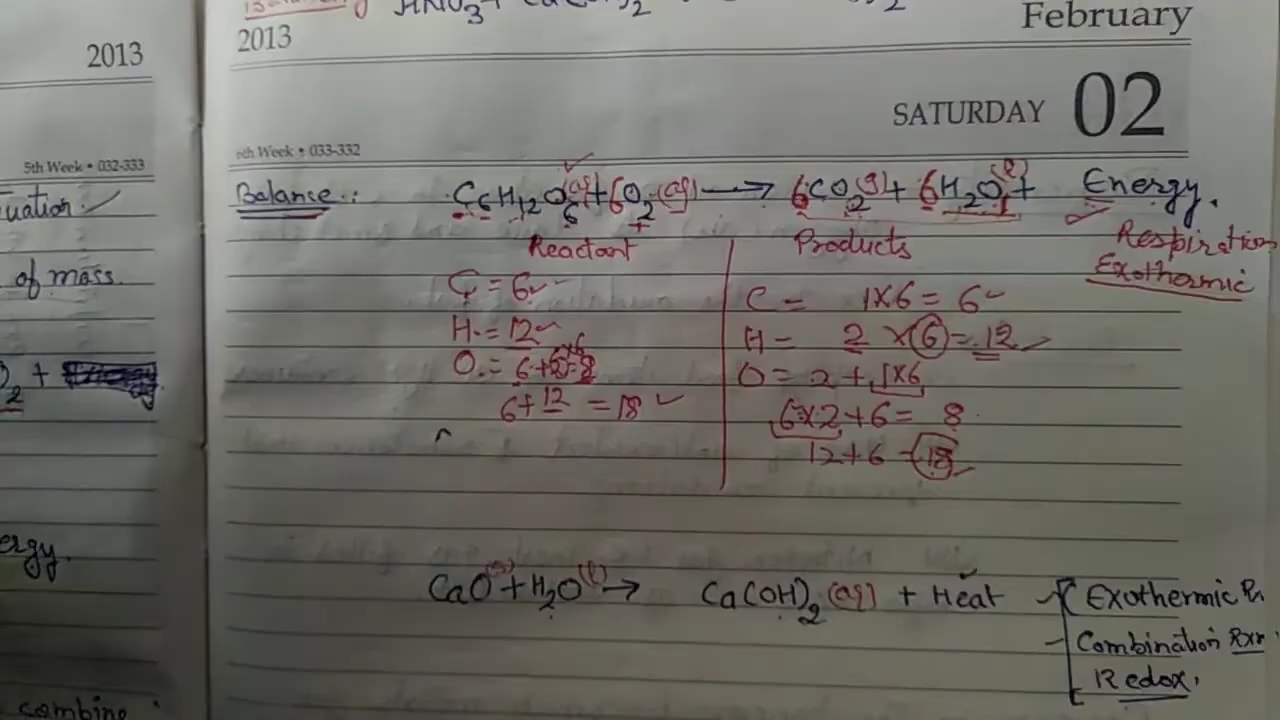 2013
5th Week • 032-333
uation
of mass.
2 +
ergy.
combine
HNO3 +
2013
February
SATURDAY 02
6th Week • 033-332
Balance : C6H12O6(aq) + 6O2(aq) → 6CO2(g) + 6H2O(l) + Energy.
Respiration
Exothermic
Reactant Products
C = 6
H = 12
O = 6+
6 + 12 = 18
C = 1×6 = 6
H = 2 × 6 = 12
O = 2 + 1×6
6×2+6 = 8
12+6 = 18
CaO(s) + H2O(l) → Ca(OH)2(aq) + Heat
Exothermic
Combination Rxn
Redox.